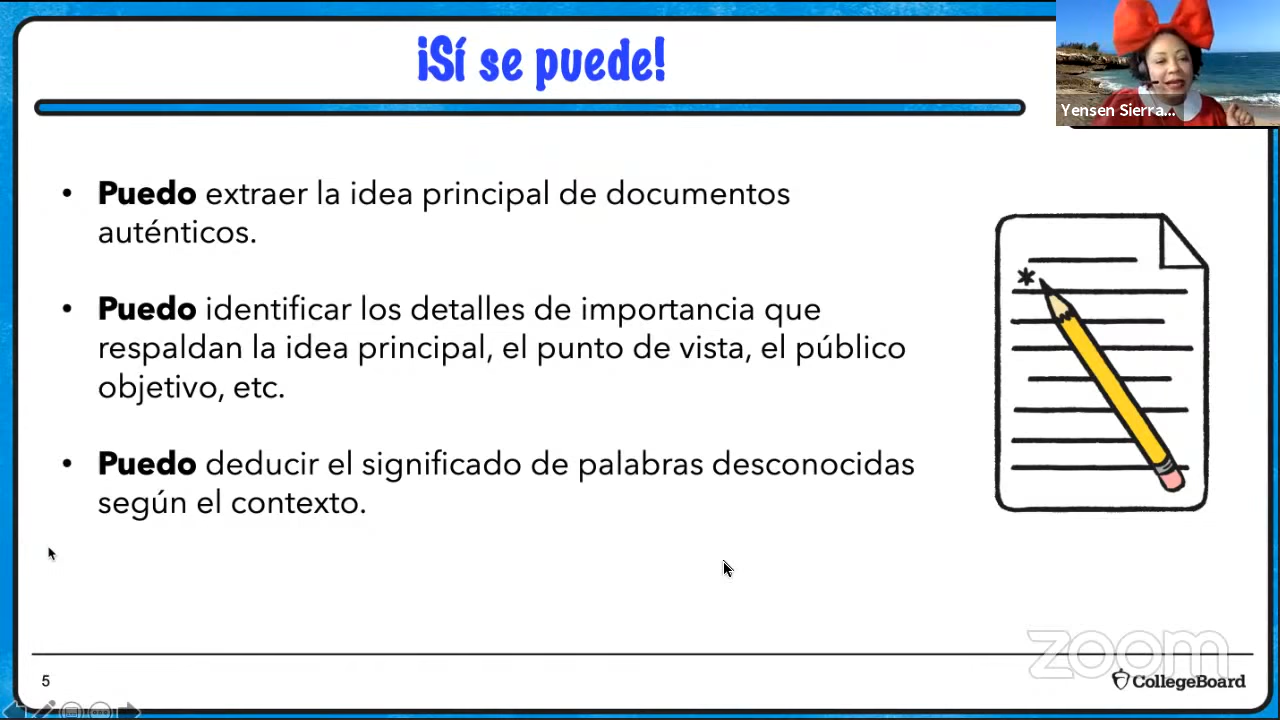 ¡Sí se puede!
Yensen Sierra...
• Puedo extraer la idea principal de documentos
auténticos.
• Puedo identificar los detalles de importancia que
respaldan la idea principal, el punto de vista, el público
objetivo, etc.
• Puedo deducir el significado de palabras desconocidas
según el contexto.
zoom
5
CollegeBoard